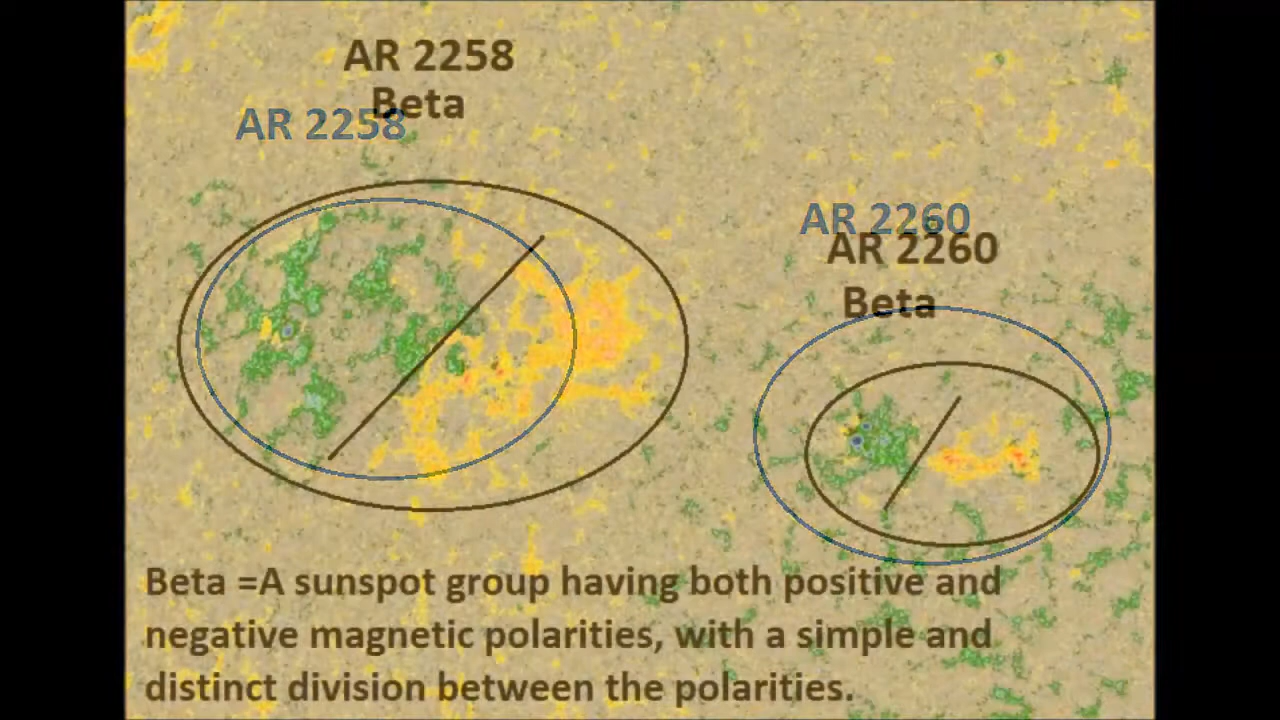 AR 2258
Beta
AR 2258
AR 2260
AR 2260
Beta
Beta =A sunspot group having both positive and
negative magnetic polarities, with a simple and
distinct division between the polarities.